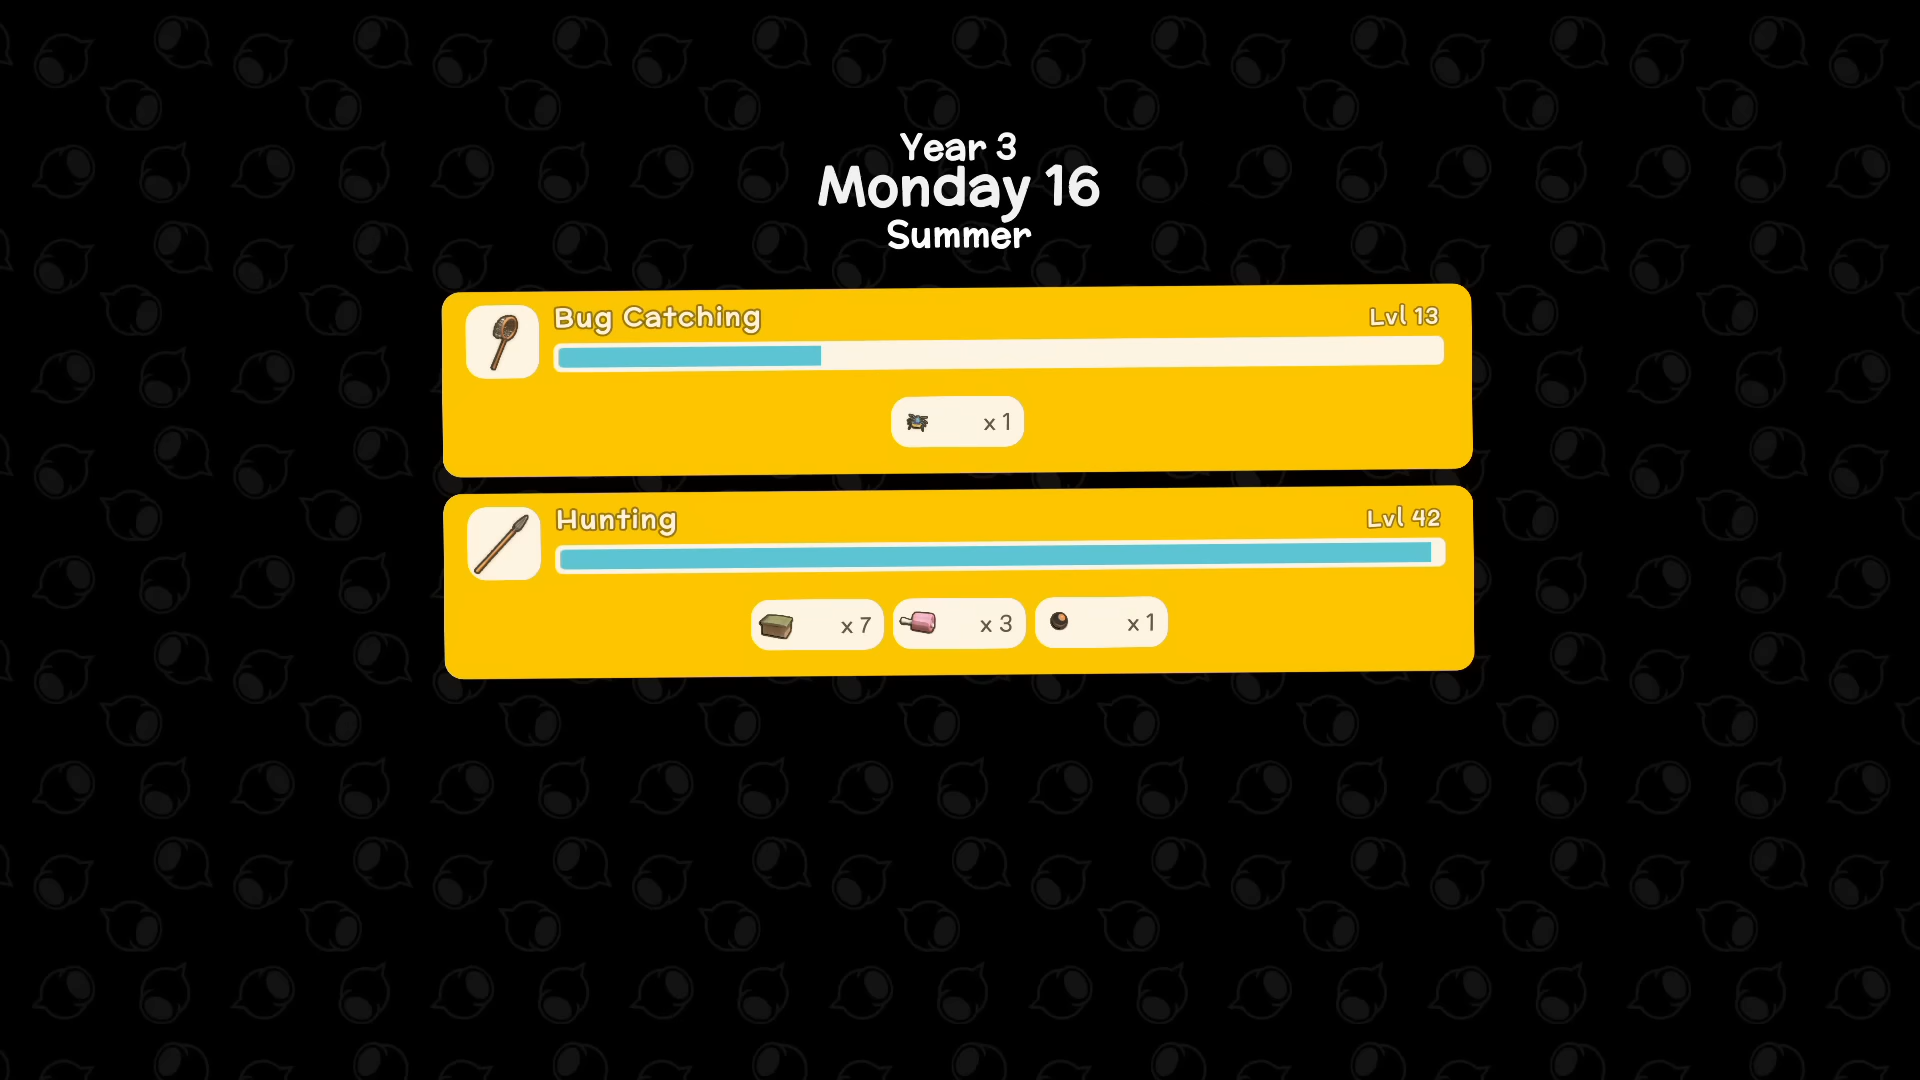 Year 3
Monday 16
Summer
Bug Catching
Lvl 13
x 1
Hunting
Lvl 42
x 7
x 3
x 1